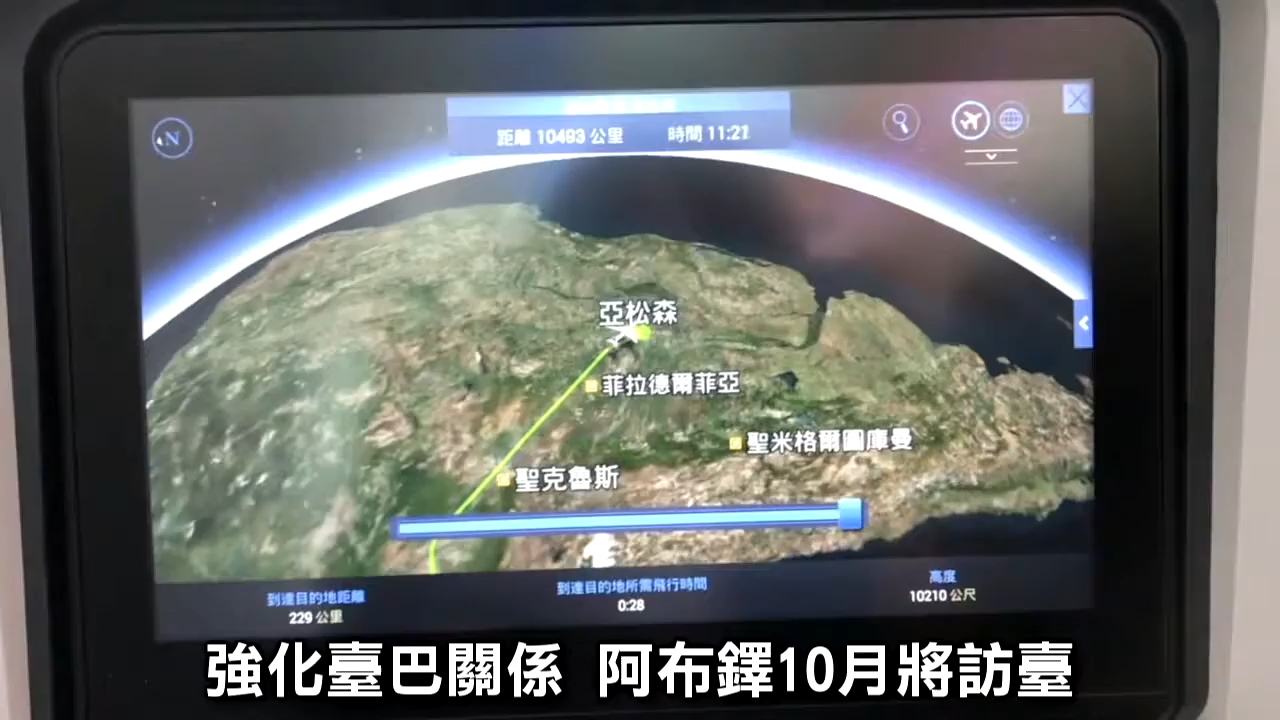 N
距離 10493 公里 時間 11:21
亞松森
菲拉德爾菲亞
聖米格爾圖庫曼
聖克魯斯
到達目的地距離
229 公里
到達目的地所需飛行時間
0:28
高度
10210 公尺
強化臺巴關係 阿布鐸10月將訪臺